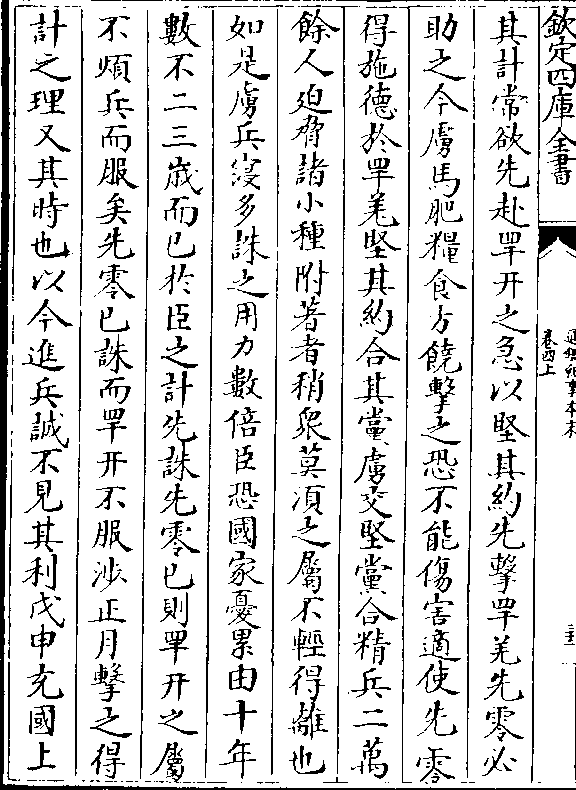 欽定四庫全書
通鑑紀事本末
卷四上
其計常欲先赴䍐开之急以堅其約先擊䍐羌先零必
助之今虜馬肥糧食方饒擊之恐不能傷害適使先零
得施德於䍐羌堅其約合其黨虜交堅黨合精兵二萬
餘人迫脅諸小種附著者稍衆莫湏之屬不輕得離也
如是虜兵寖多誅之用力數倍臣恐國家憂累由十年
數不二三歲而已於臣之計先誅先零已則䍐开之屬
不煩兵而服矣先零已誅而䍐开不服涉正月擊之得
計之理又其時也以今進兵誠不見其利戊申充國上